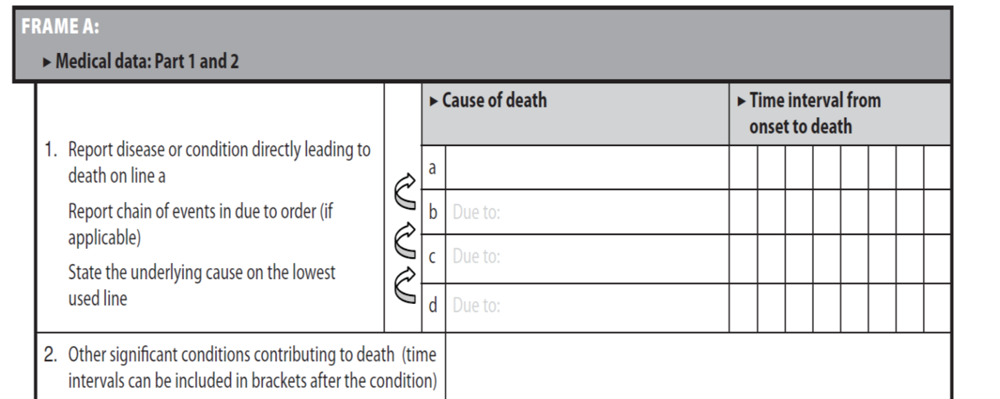 FRAME A:
▸ Medical data: Part 1 and 2
▸ Cause of death
▸ Time interval from
onset to death
1. Report disease or condition directly leading to
death on line a
Report chain of events in due to order (if
applicable)
State the underlying cause on the lowest
used line
a
b Due to:
c Due to:
d Due to:
2. Other significant conditions contributing to death (time
intervals can be included in brackets after the condition)